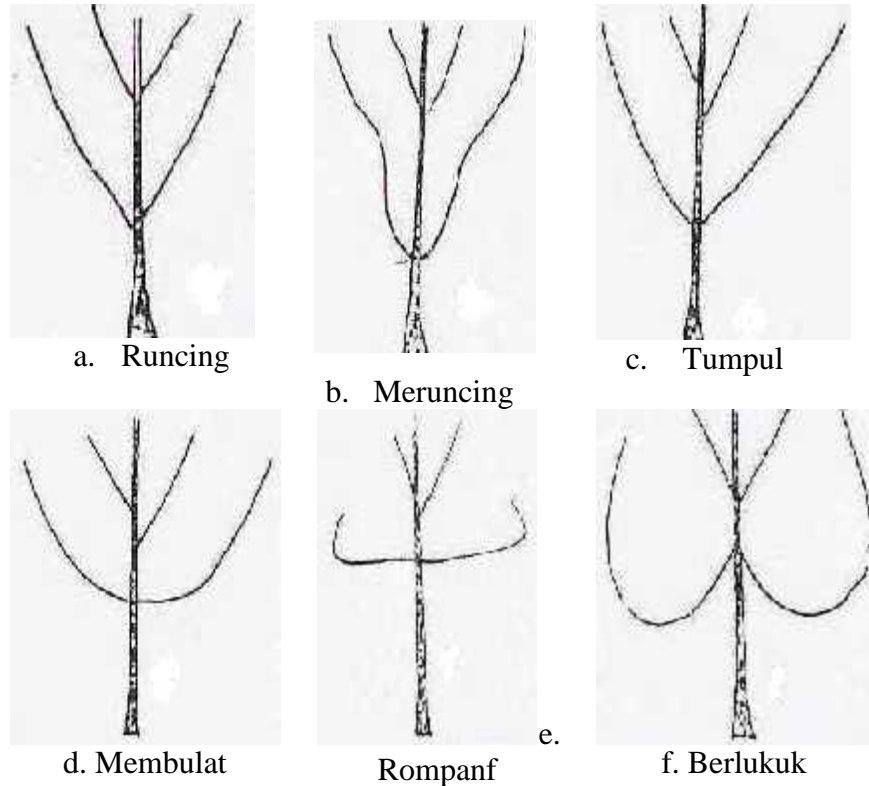 a. Runcing
b. Meruncing
c. Tumpul
d. Membulat
e.
Rompanf
f. Berlukuk